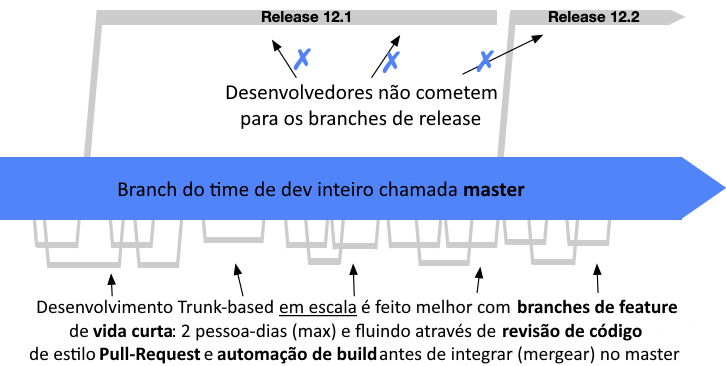 Release 12.1
Release 12.2
Desenvolvedores não cometem
para os branches de release
Branch do time de dev inteiro chamada master
Desenvolvimento Trunk-based em escala é feito melhor com branches de feature
de vida curta: 2 pessoa-dias (max) e fluindo através de revisão de código
de estilo Pull-Request e automação de build antes de integrar (mergear) no master